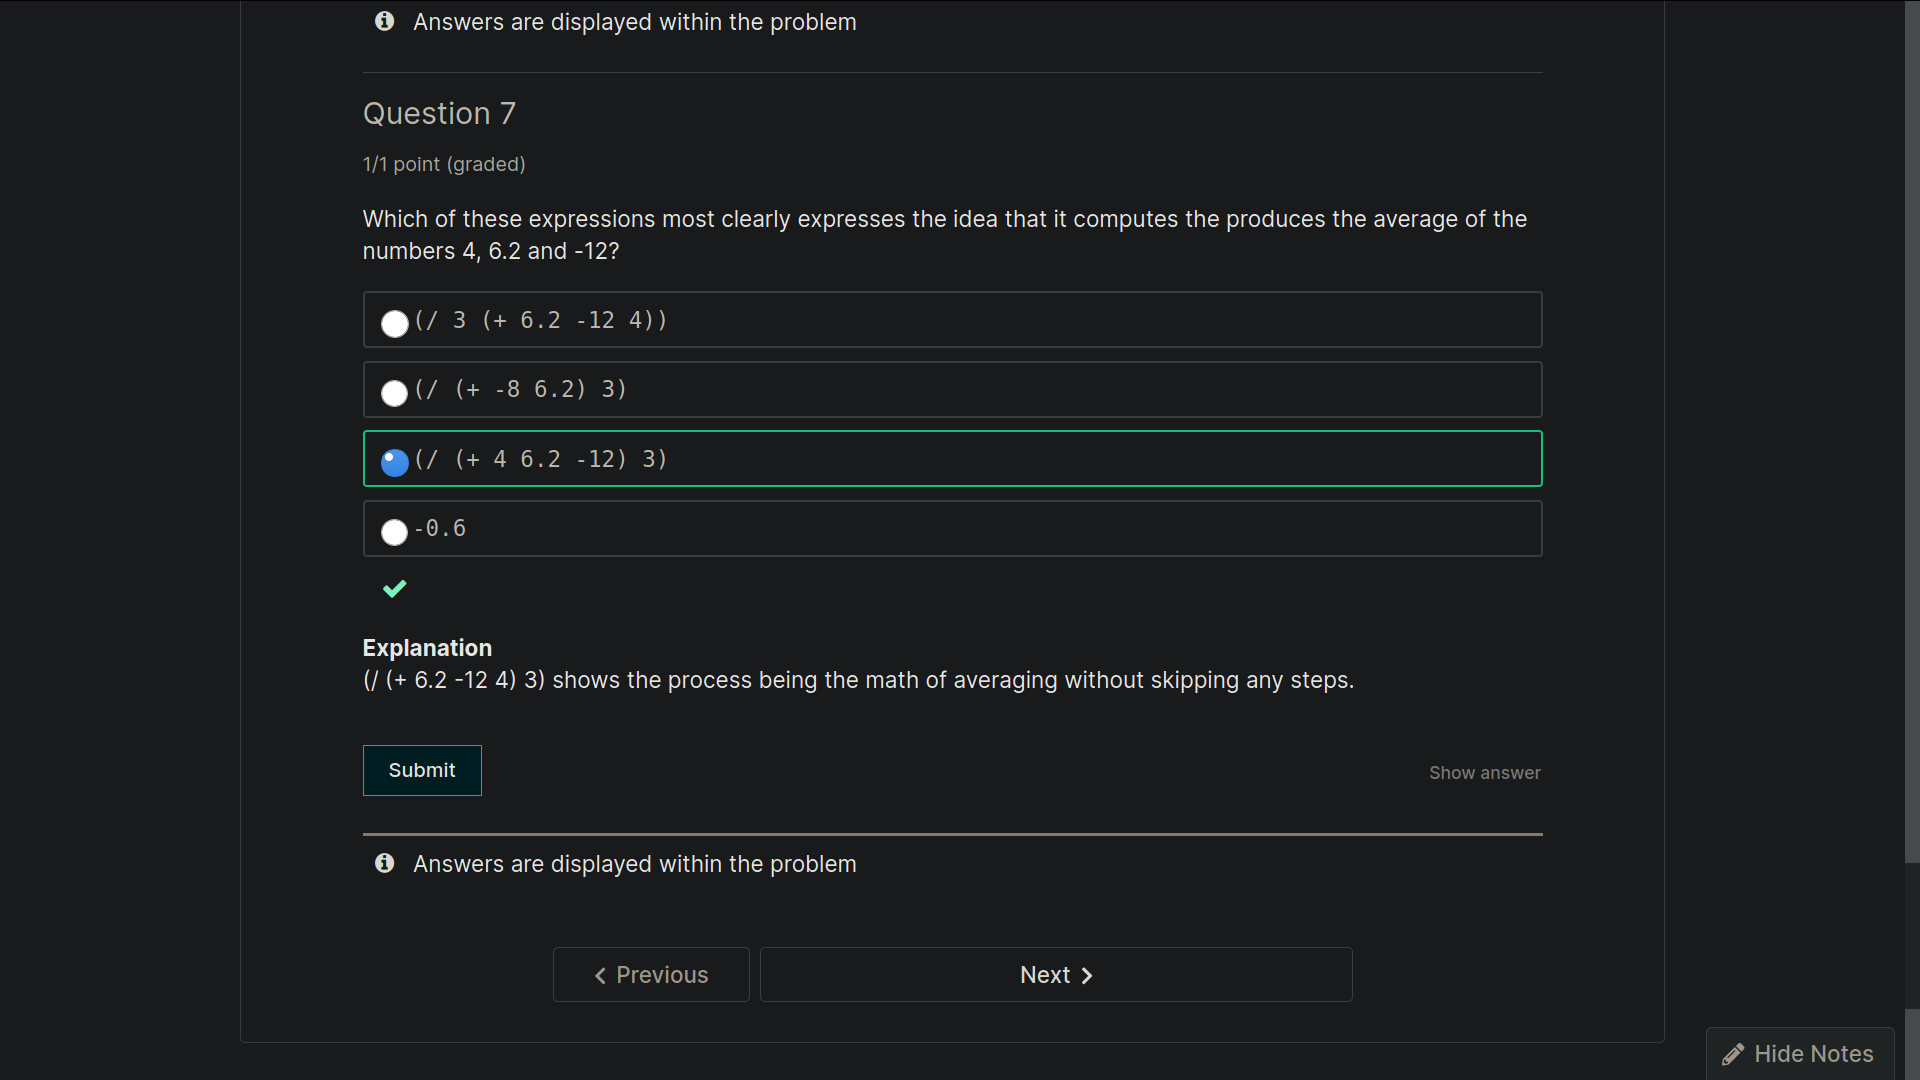 Answers are displayed within the problem
Question 7
1/1 point (graded)
Which of these expressions most clearly expresses the idea that it computes the produces the average of the
numbers 4, 6.2 and -12?
(/ 3 (+ 6.2 -12 4))
(/ (+ -8 6.2) 3)
(/ (+ 4 6.2 -12) 3)
-0.6
Explanation
(/ (+ 6.2 -12 4) 3) shows the process being the math of averaging without skipping any steps.
Submit
Show answer
Answers are displayed within the problem
Previous
Next
Hide Notes